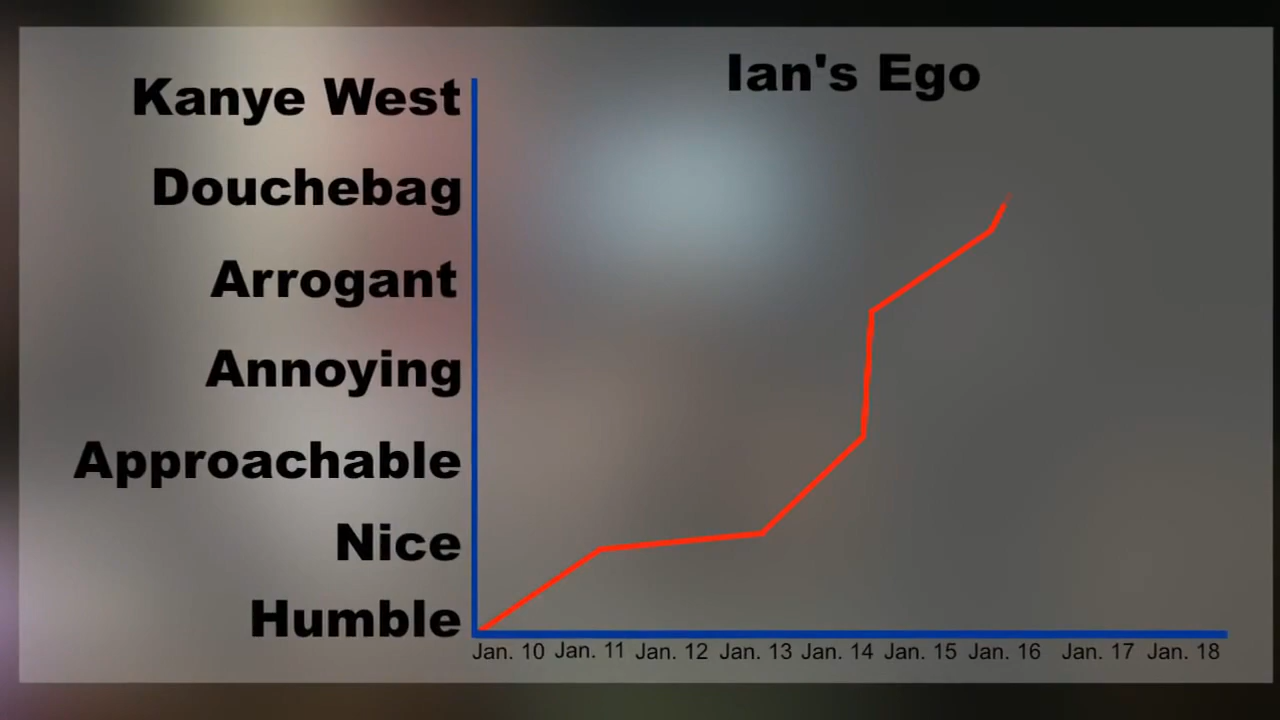 Ian's Ego
Kanye West
Douchebag
Arrogant
Annoying
Approachable
Nice
Humble
Jan. 10 Jan. 11 Jan. 12 Jan. 13 Jan. 14 Jan. 15 Jan. 16 Jan. 17 Jan. 18